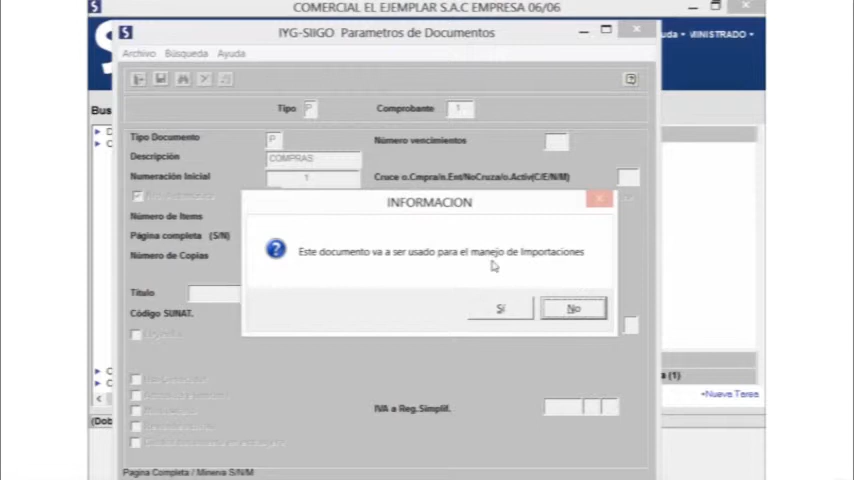 COMERCIAL EL EJEMPLAR S.A.C EMPRESA 06/06
IYG-SIIGO Parametros de Documentos
MINISTRADO
Archivo Búsqueda Ayuda
Bus
Tipo P Comprobante 1
Tipo Documento P Número vencimientos
Descripción COMPRAS
Numeración Inicial 1 Cruce o.Cmpra/n.Ent/NoCruza/o.Activ(C/E/N/M)
INFORMACION
Número de Items
Página completa (S/N)
Este documento va a ser usado para el manejo de Importaciones
Número de Copias
Título
Sí No
Código SUNAT.
a (1)
+Nueva Tarea
IVA a Reg.Simplif.
(Dob
Pagina Completa / Minerva S/N/M